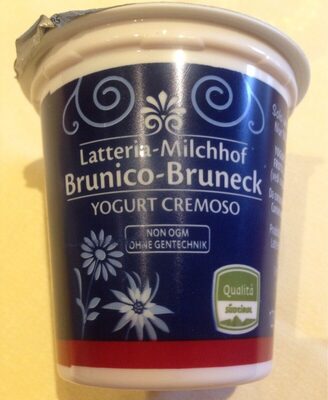 Latteria-Milchhof
Brunico-Bruneck
YOGURT CREMOSO
NON OGM
OHNE GENTECHNIK
Qualità
SÜDTIROL